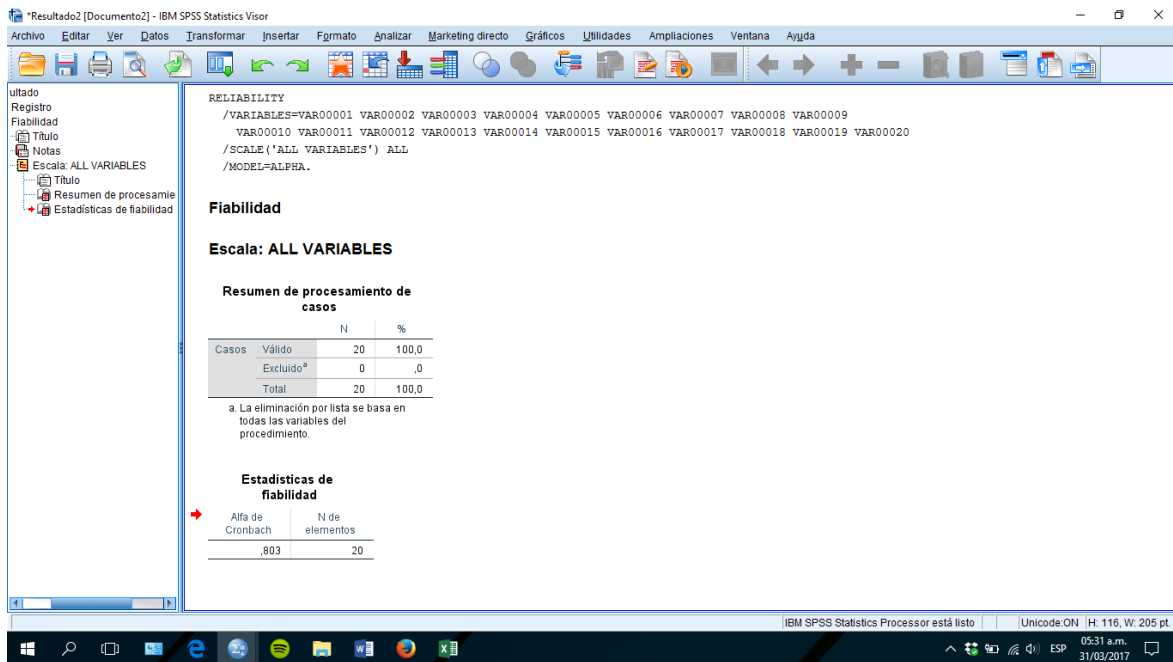 *Resultado2 [Documento2] - IBM SPSS Statistics Visor
Archivo Editar Ver Datos Transformar Insertar Formato Analizar Marketing directo Gráficos Utilidades Ampliaciones Ventana Ayuda
ultado
Registro
Fiabilidad
Título
Notas
Escala: ALL VARIABLES
Título
Resumen de procesamie
Estadísticas de fiabilidad
RELIABILITY
/VARIABLES=VAR00001 VAR00002 VAR00003 VAR00004 VAR00005 VAR00006 VAR00007 VAR00008 VAR00009
VAR00010 VAR00011 VAR00012 VAR00013 VAR00014 VAR00015 VAR00016 VAR00017 VAR00018 VAR00019 VAR00020
/SCALE('ALL VARIABLES') ALL
/MODEL=ALPHA.
Fiabilidad
Escala: ALL VARIABLES
Resumen de procesamiento de
casos
N %
Casos Válido 20 100,0
Excluido^a 0 ,0
Total 20 100,0
a. La eliminación por lista se basa en
todas las variables del
procedimiento.
Estadísticas de
fiabilidad
Alfa de N de
Cronbach elementos
,803 20
IBM SPSS Statistics Processor está listo Unicode:ON H: 116, W: 205 pt.
ESP 05:31 a.m.
31/03/2017